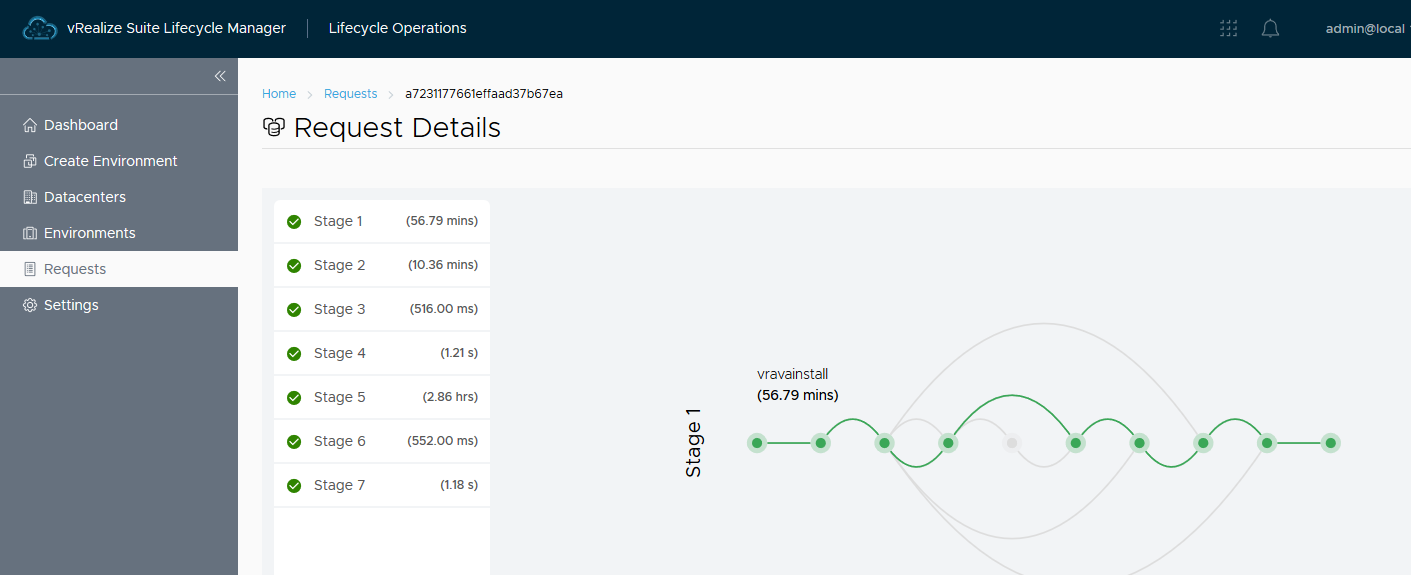 vRealize Suite Lifecycle Manager
Lifecycle Operations
admin@local
Home
Requests
a7231177661effaad37b67ea
Request Details
Dashboard
Create Environment
Datacenters
Environments
Requests
Settings
Stage 1 (56.79 mins)
Stage 2 (10.36 mins)
Stage 3 (516.00 ms)
Stage 4 (1.21 s)
Stage 5 (2.86 hrs)
Stage 6 (552.00 ms)
Stage 7 (1.18 s)
Stage 1
vravainstall
(56.79 mins)